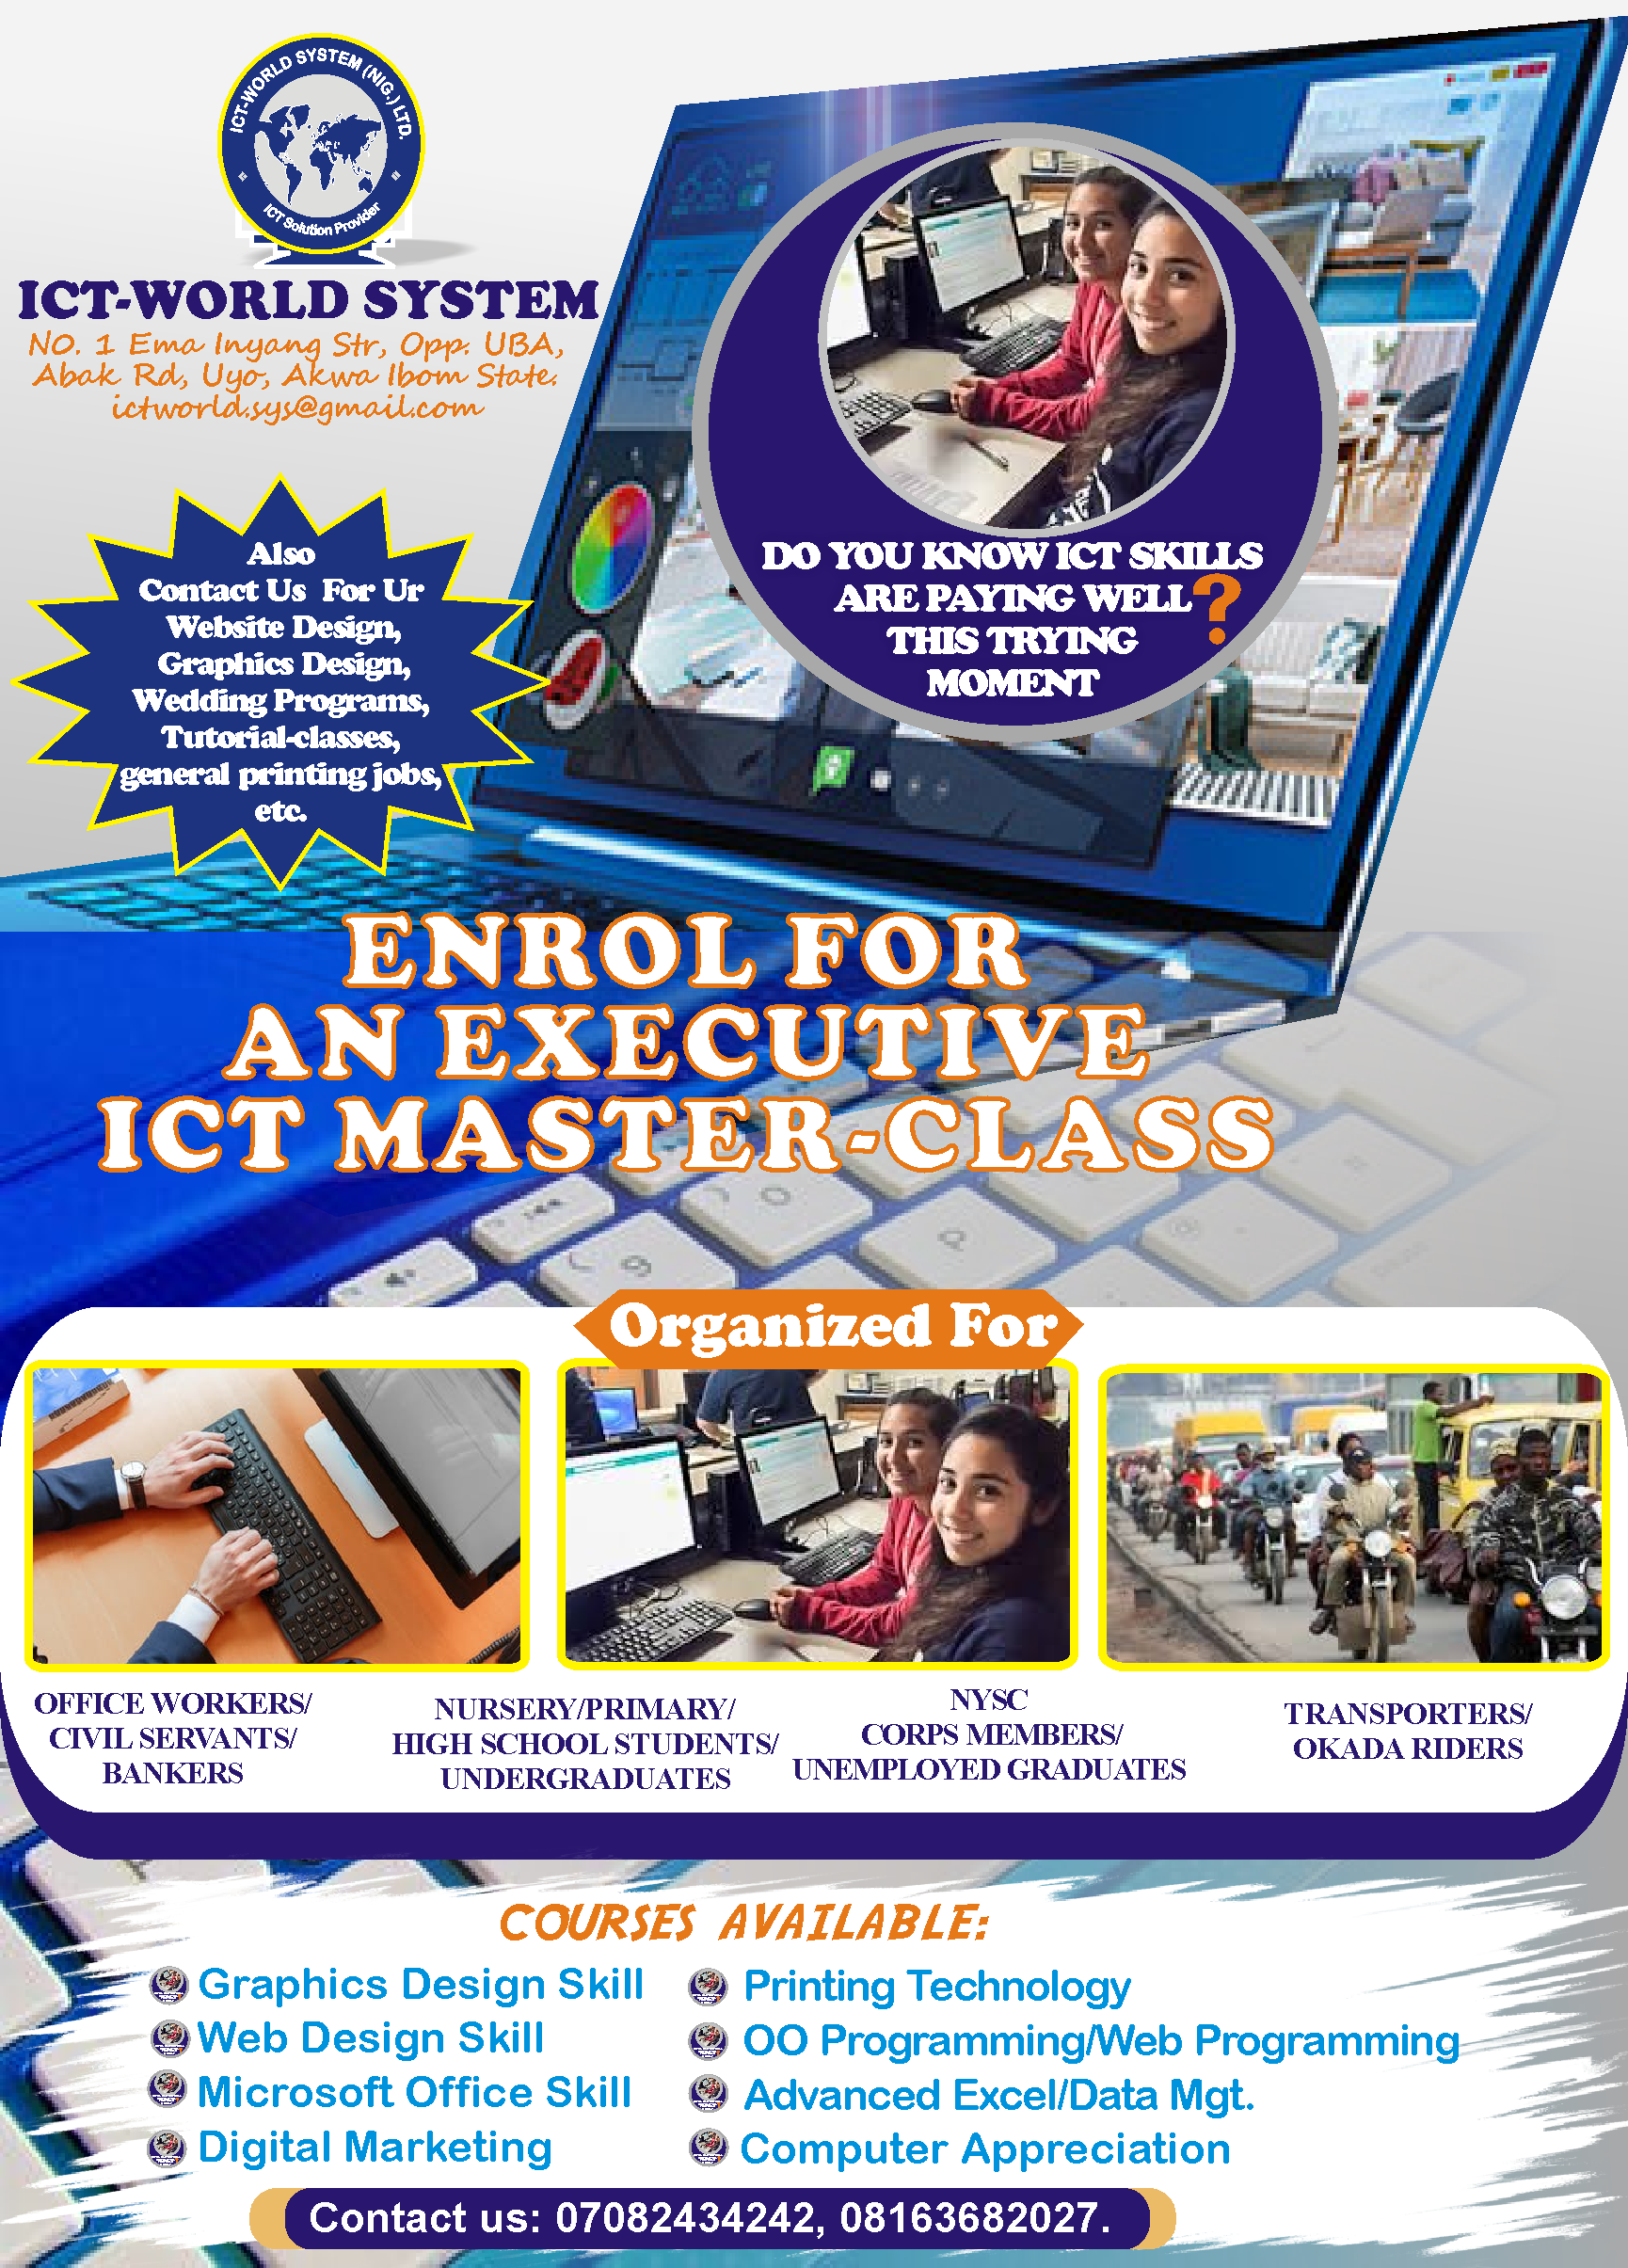 ICT-WORLD SYSTEM (NIG.) LTD.
ICT Solution Provider
ICT-WORLD SYSTEM
NO. 1 Ema Inyang Str, Opp. UBA,
Abak Rd, Uyo, Akwa Ibom State.
ictworld.sys@gmail.com
DO YOU KNOW ICT SKILLS
ARE PAYING WELL?
THIS TRYING
MOMENT
Also
Contact Us For Ur
Website Design,
Graphics Design,
Wedding Programs,
Tutorial-classes,
general printing jobs,
etc.
ENROL FOR
AN EXECUTIVE
ICT MASTER-CLASS
Organized For
OFFICE WORKERS/
CIVIL SERVANTS/
BANKERS
NURSERY/PRIMARY/
HIGH SCHOOL STUDENTS/
UNDERGRADUATES
NYSC
CORPS MEMBERS/
UNEMPLOYED GRADUATES
TRANSPORTERS/
OKADA RIDERS
COURSES AVAILABLE:
Graphics Design Skill
Web Design Skill
Microsoft Office Skill
Digital Marketing
Printing Technology
OO Programming/Web Programming
Advanced Excel/Data Mgt.
Computer Appreciation
Contact us: 07082434242, 08163682027.